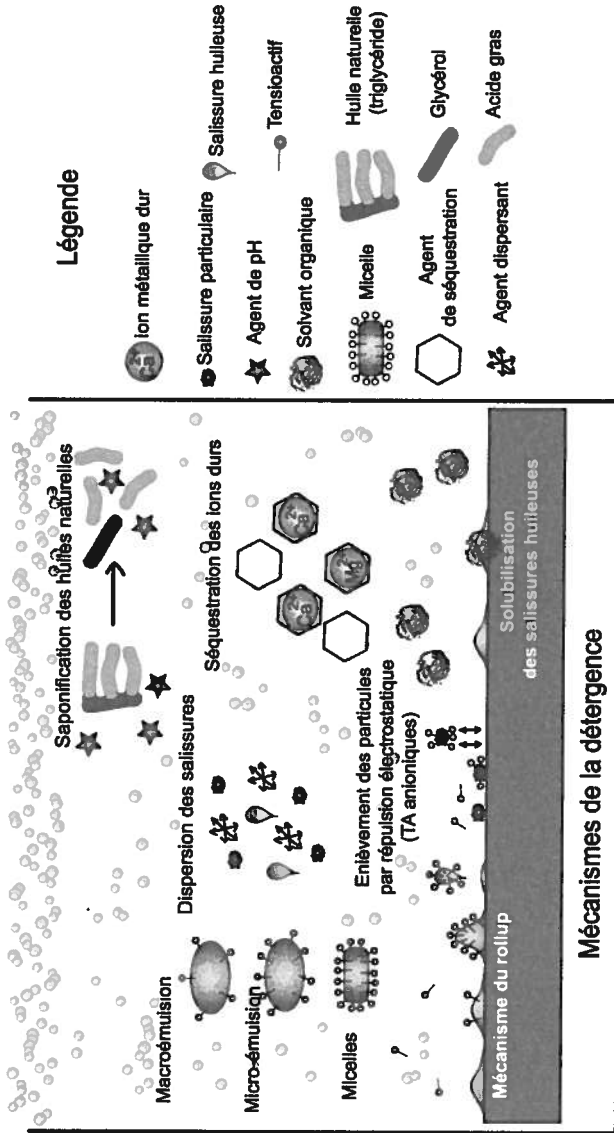 Saponification des huiles naturelles
Dispersion des salissures
Séquestration des ions durs
Macroémulsion
Micro-émulsion
Micelles
Enlèvement des particules
par répulsion électrostatique
(TA anioniques)
Mécanisme du rollup
Solubilisation
des salissures huileuses
Mécanismes de la détergence
Légende
Ion métallique dur
Salissure particulaire
Salissure huileuse
Agent de pH
Tensioactif
Solvant organique
Micelle
Huile naturelle
(triglycéride)
Agent
de séquestration
Glycérol
Agent dispersant
Acide gras